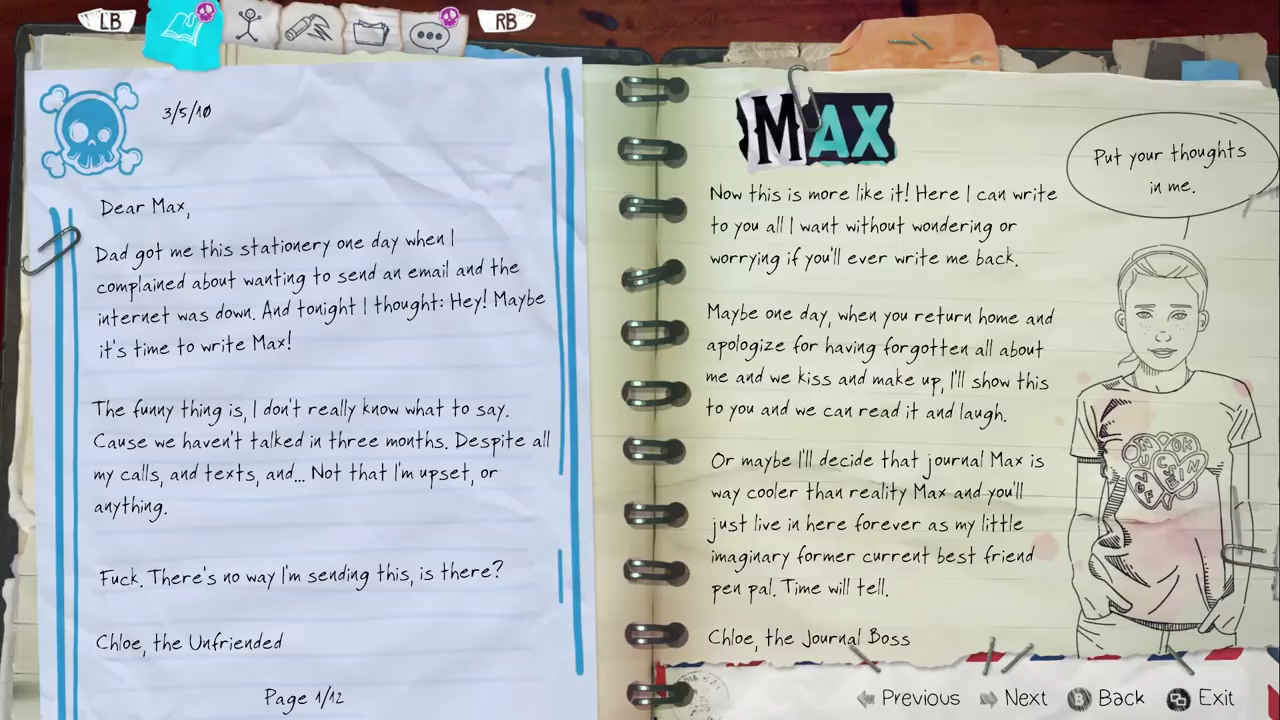 LB
RB
3/5/10
Dear Max,
Dad got me this stationery one day when I
complained about wanting to send an email and the
internet was down. And tonight I thought: Hey! Maybe
it's time to write Max!
The funny thing is, I don't really know what to say.
Cause we haven't talked in three months. Despite all
my calls, and texts, and... Not that I'm upset, or
anything.
Fuck. There's no way I'm sending this, is there?
Chloe, the Unfriended
Page 1/12
MAX
Now this is more like it! Here I can write
to you all I want without wondering or
worrying if you'll ever write me back.
Maybe one day, when you return home and
apologize for having forgotten all about
me and we kiss and make up, I'll show this
to you and we can read it and laugh.
Or maybe I'll decide that journal Max is
way cooler than reality Max and you'll
just live in here forever as my little
imaginary former current best friend
pen pal. Time will tell.
Chloe, the Journal Boss
Put your thoughts
in me.
Previous
Next
B Back
Exit